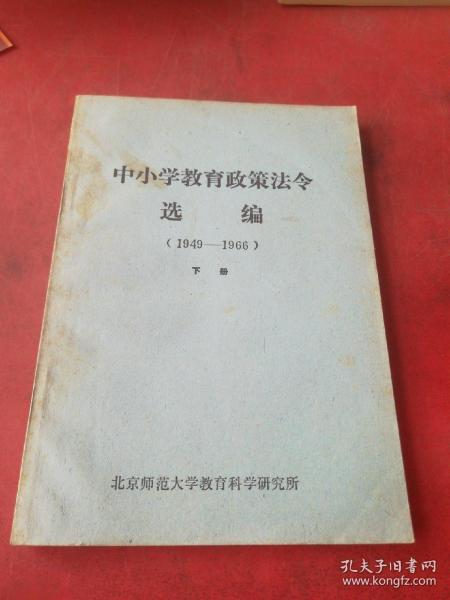 中小学教育政策法令
选 编
（1949—1966）
下 册
北京师范大学教育科学研究所
孔夫子旧书网
www.kongfz.com